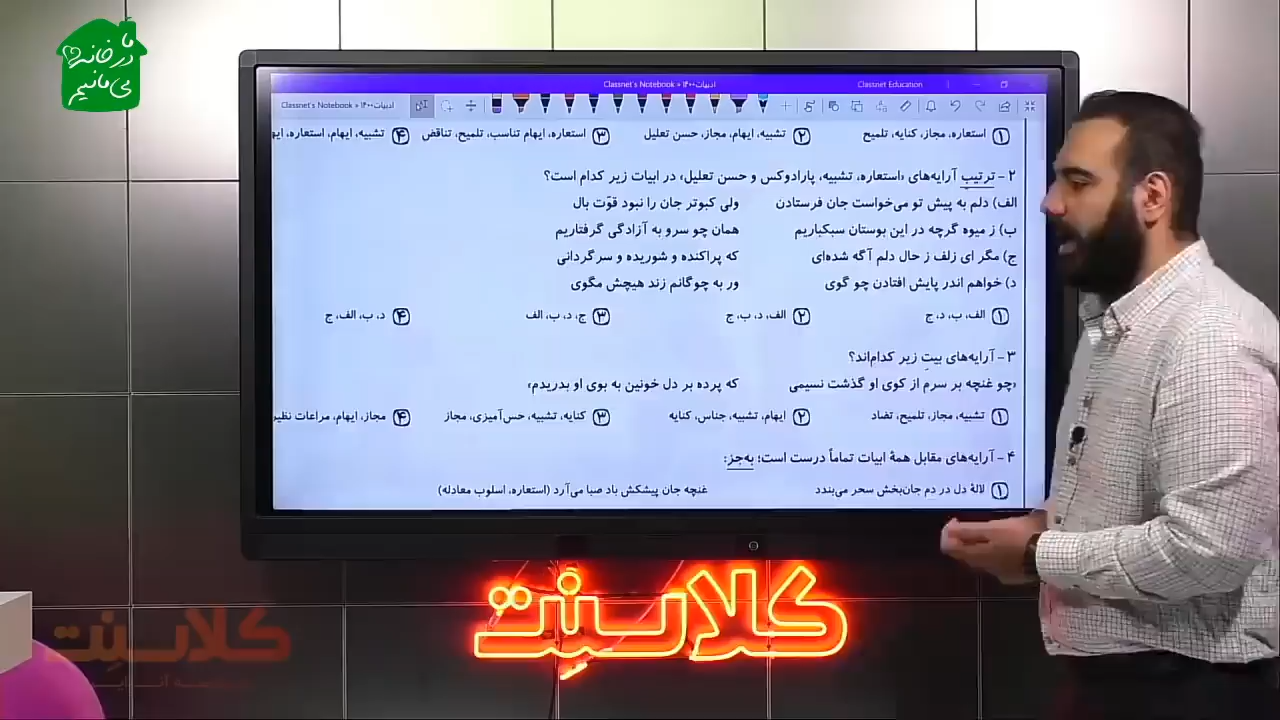 ما
در خانه
می‌مانیم
Classnet's Notebook » ادبیات۱۴۰۰
Classnet Education
Classnet's Notebook » ادبیات۱۴۰۰
۱ استعاره، مجاز، کنایه، تلمیح ۲ تشبیه، ایهام، مجاز، حسن تعلیل ۳ استعاره، ایهام تناسب، تلمیح، تناقض ۴ تشبیه، ایهام، استعاره،
۲ - ترتیب آرایه‌های «استعاره، تشبیه، پارادوکس و حسن تعلیل» در ابیات زیر کدام است؟
الف) دلم به پیش تو می‌خواست جان فرستادن ولی کبوتر جان را نبود قوّت بال
ب) ز میوه گرچه در این بوستان سبکباریم همان چو سرو به آزادگی گرفتاریم
ج) مگر ای زلف ز حال دلم آگه شده‌ای که پراکنده و شوریده و سرگردانی
د) خواهم اندر پایش افتادن چو گوی ور به چوگانم زند هیچش مگوی
۱ الف، ب، د، ج ۲ الف، د، ب، ج ۳ ج، د، ب، الف ۴ د، ب، الف، ج
۳ - آرایه‌های بیتِ زیر کدام‌اند؟
«چو غنچه بر سرم از کوی او گذشت نسیمی که پرده بر دل خونین به بوی او بدریدم»
۱ تشبیه، مجاز، تلمیح، تضاد ۲ ایهام، تشبیه، جناس، کنایه ۳ کنایه، تشبیه، حس‌آمیزی، مجاز ۴ مجاز، ایهام، مراعات نظیر
۴ - آرایه‌های مقابل همهٔ ابیات تماماً درست است؛ به‌جز:
۱ لالهٔ دل در دم جان‌بخش سحر می‌بندد غنچه جان پیشکش باد صبا می‌آرد (استعاره، اسلوب معادله)
کلاسنت
کلاسنت